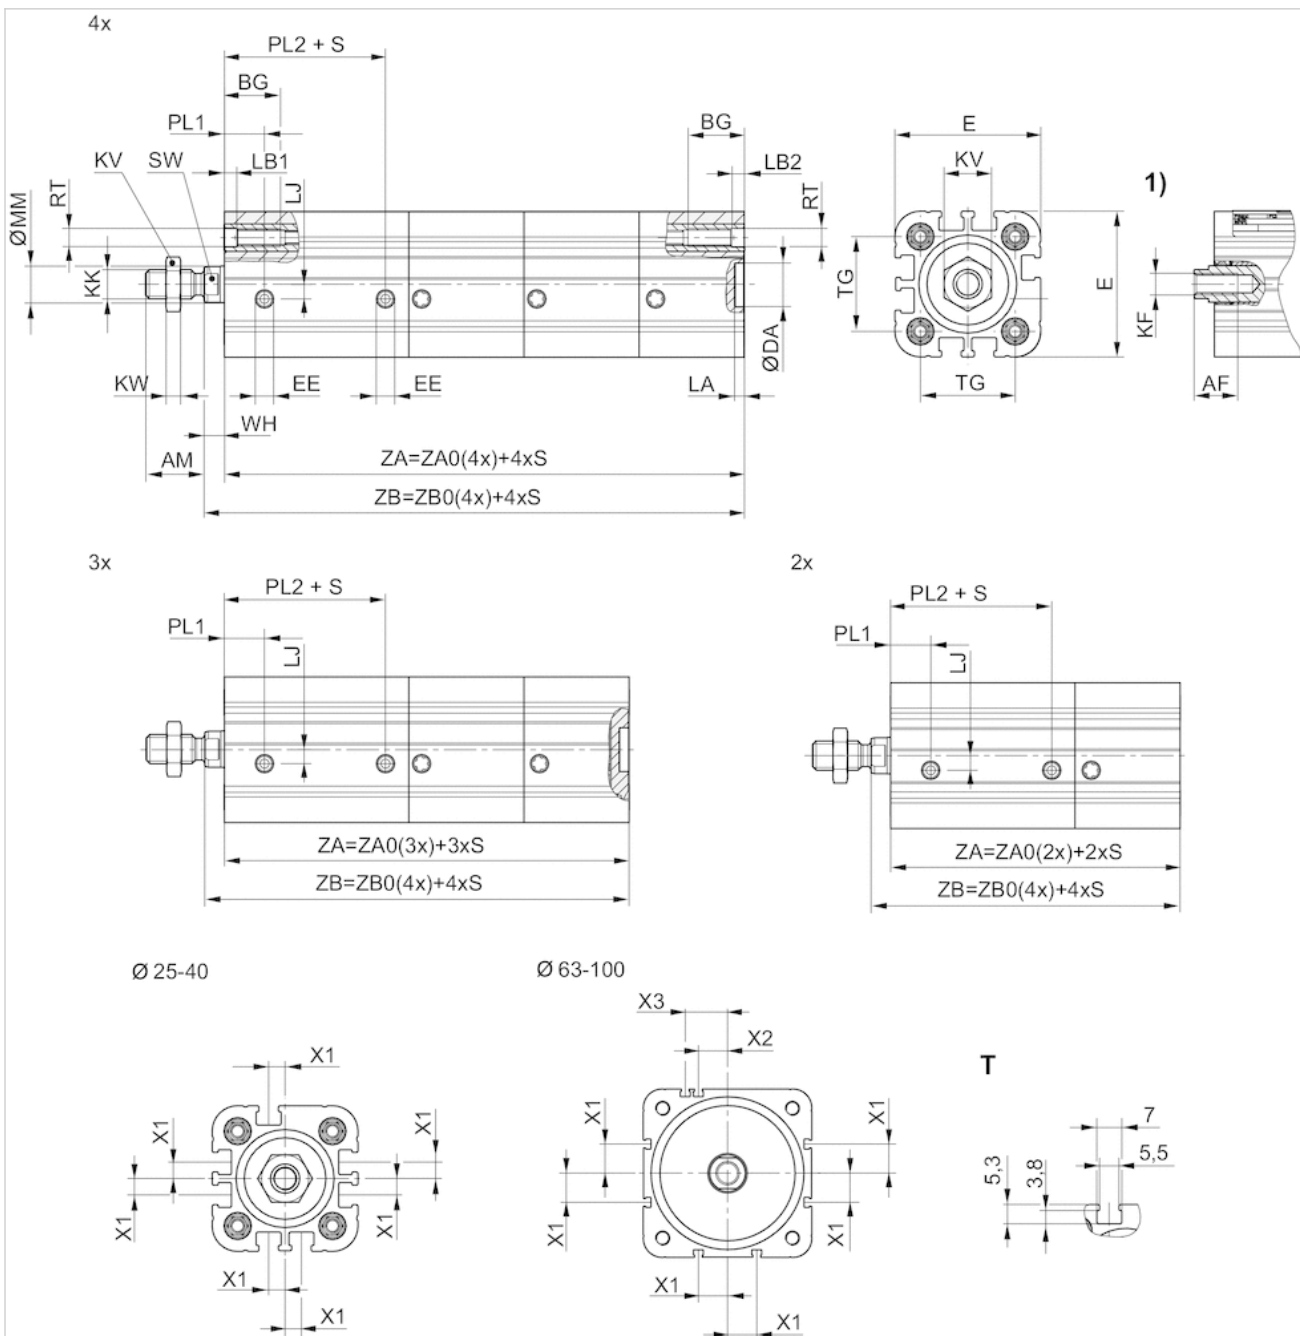 4x
PL2 + S
BG
PL1
BG
E
KV
SW
LB1
LB2
KV
1)
RT
LJ
RT
ØMM
KK
TG
E
KF
ØDA
KW
EE
EE
LA
TG
AF
WH
AM
ZA=ZA0(4x)+4xS
ZB=ZB0(4x)+4xS
3x
2x
PL2 + S
PL2 + S
PL1
LJ
PL1
LJ
ZA=ZA0(3x)+3xS
ZA=ZA0(2x)+2xS
ZB=ZB0(4x)+4xS
ZB=ZB0(4x)+4xS
Ø 25-40
Ø 63-100
X3
X2
X1
T
X1
X1
X1
X1
7
5,5
5,3
3,8
X1
X1
X1
X1
X1
X1
X1
X1